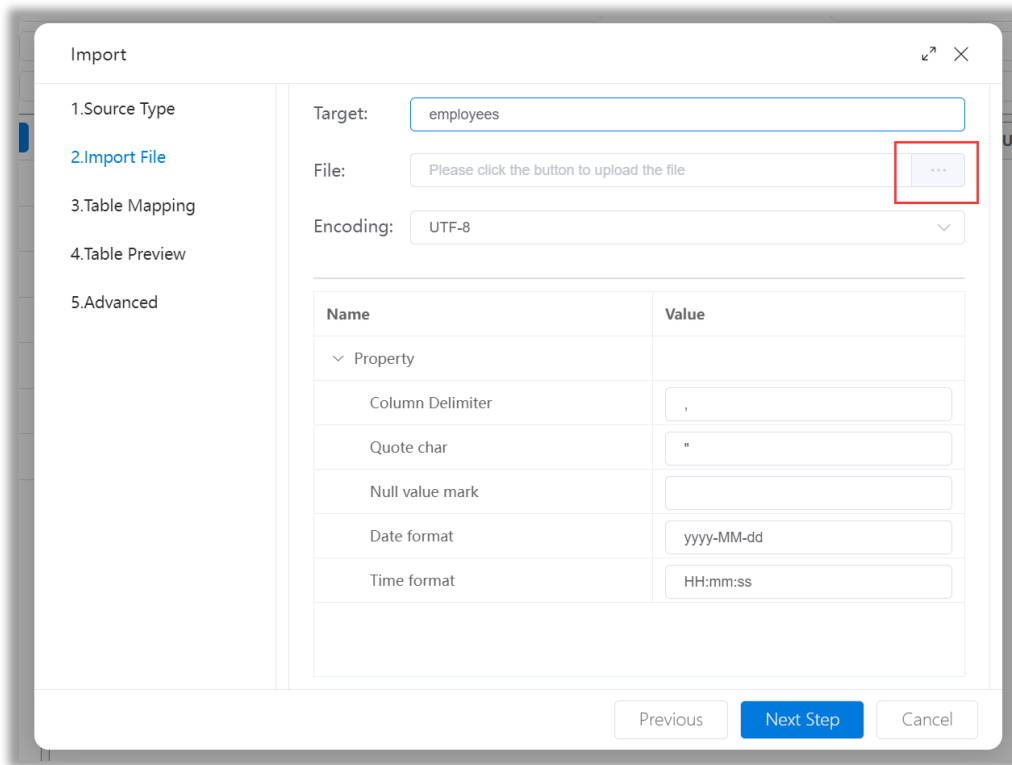 Import
1.Source Type
2.Import File
3.Table Mapping
4.Table Preview
5.Advanced
Target: employees
File: Please click the button to upload the file ...
Encoding: UTF-8
Name Value
Property
Column Delimiter ,
Quote char "
Null value mark
Date format yyyy-MM-dd
Time format HH:mm:ss
Previous Next Step Cancel